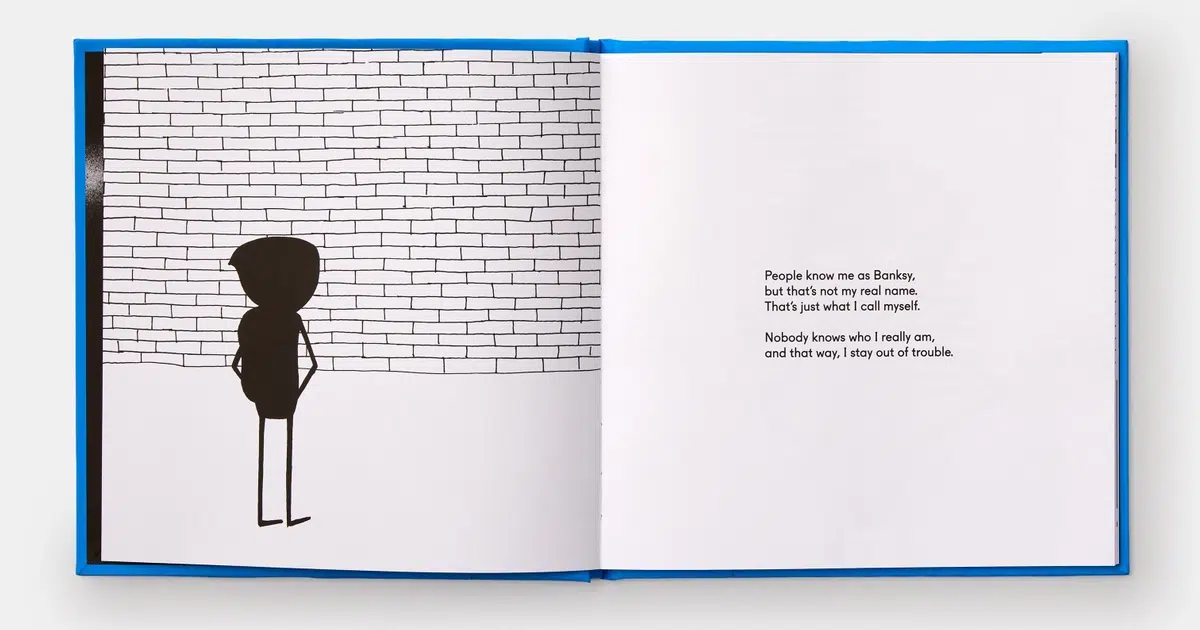 People know me as Banksy,
but that's not my real name.
That's just what I call myself.
Nobody knows who I really am,
and that way, I stay out of trouble.